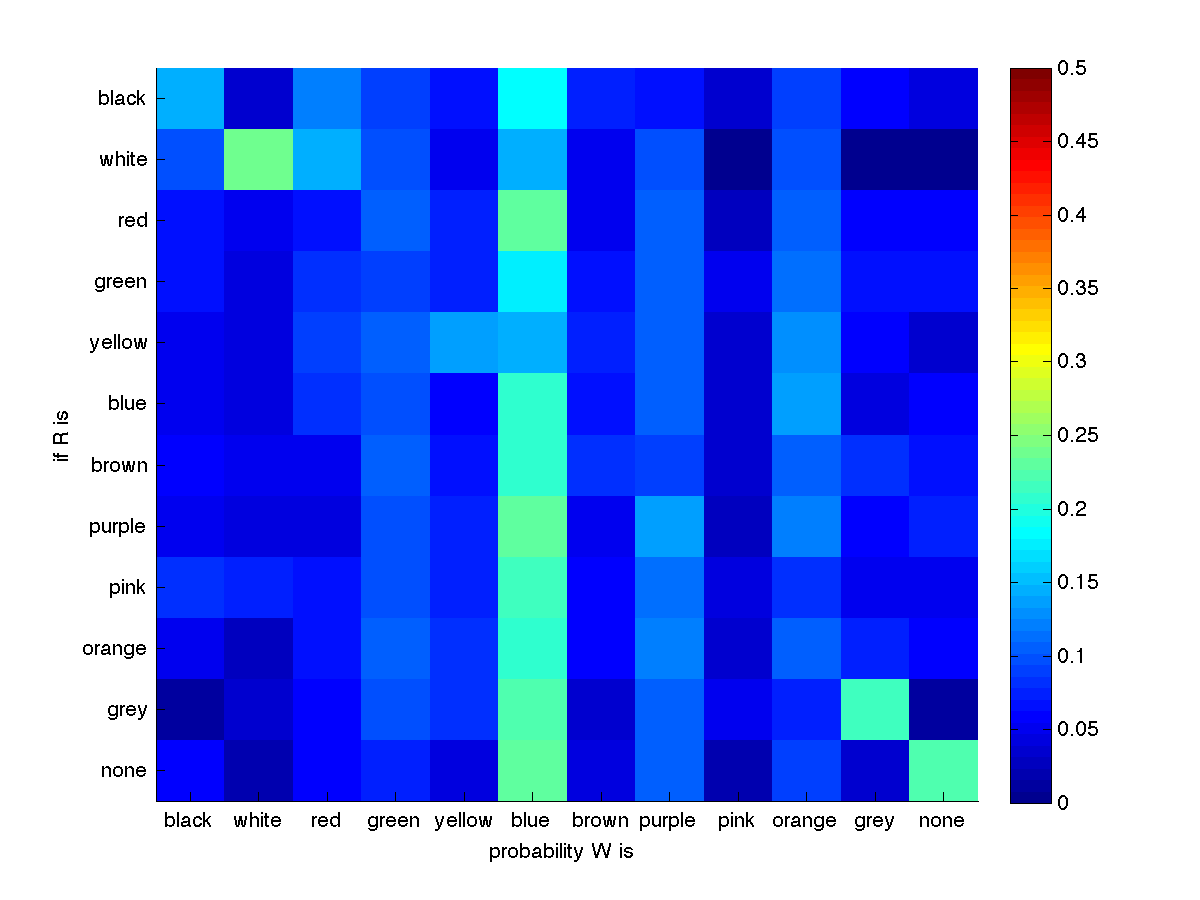 black
white
red
green
yellow
blue
brown
purple
pink
orange
grey
none
if R is
black white red green yellow blue brown purple pink orange grey none
probability W is
0.5
0.45
0.4
0.35
0.3
0.25
0.2
0.15
0.1
0.05
0